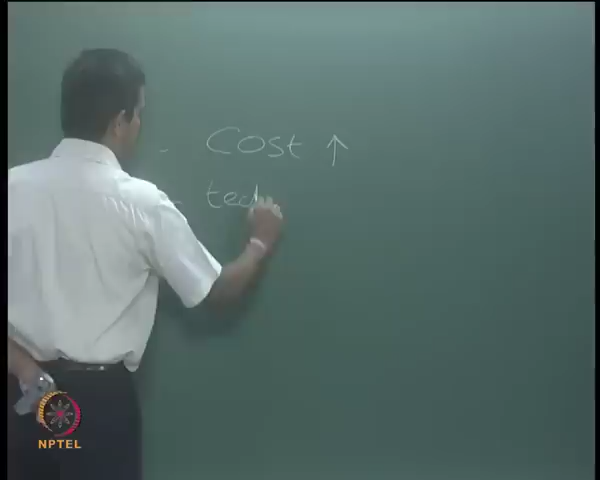 - Cost ↑
- tech
NPTEL